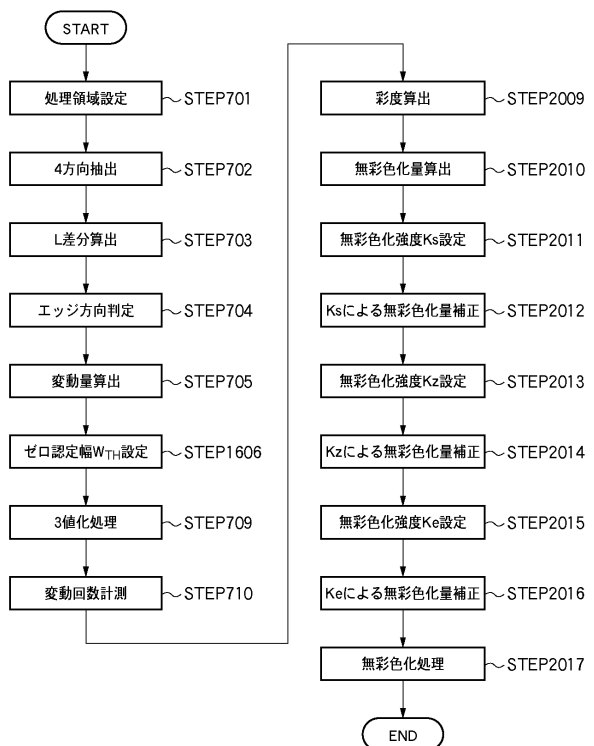 START
処理領域設定 STEP701
4方向抽出 STEP702
L差分算出 STEP703
エッジ方向判定 STEP704
変動量算出 STEP705
ゼロ認定幅WTH設定 STEP1606
3値化処理 STEP709
変動回数計測 STEP710
彩度算出 STEP2009
無彩色化量算出 STEP2010
無彩色化強度Ks設定 STEP2011
Ksによる無彩色化量補正 STEP2012
無彩色化強度Kz設定 STEP2013
Kzによる無彩色化量補正 STEP2014
無彩色化強度Ke設定 STEP2015
Keによる無彩色化量補正 STEP2016
無彩色化処理 STEP2017
END